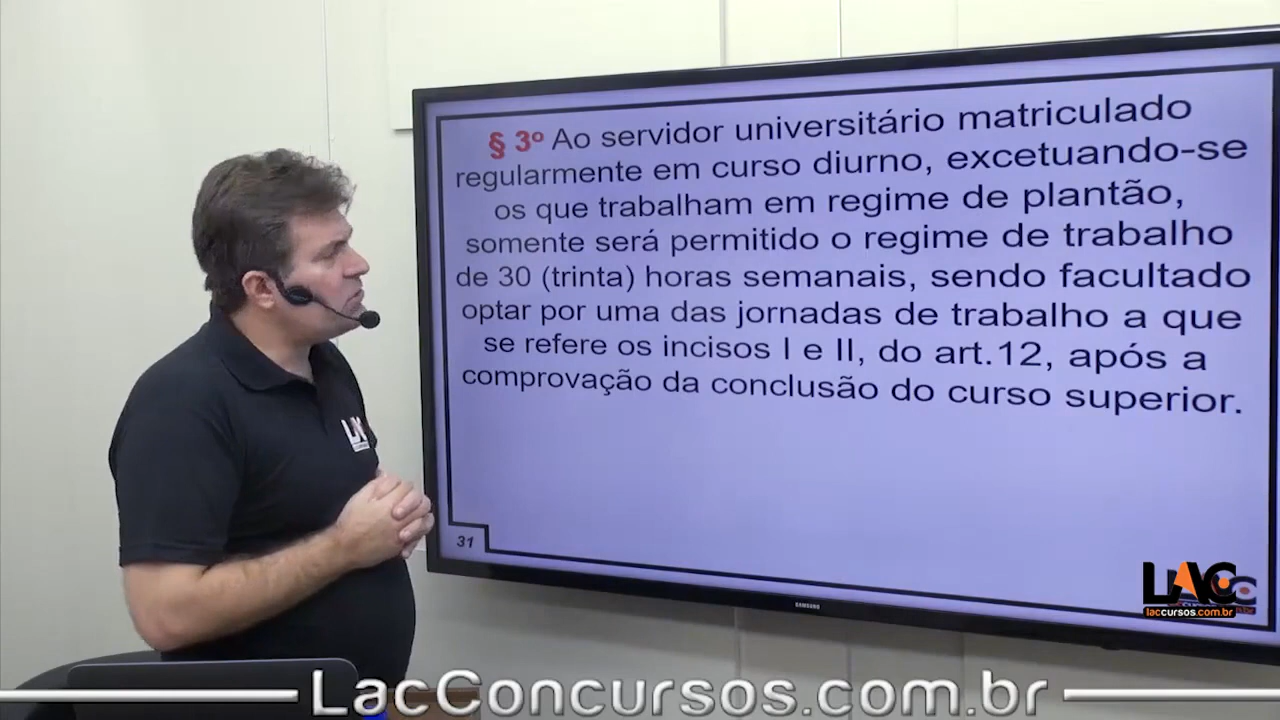 § 3º Ao servidor universitário matriculado
regularmente em curso diurno, excetuando-se
os que trabalham em regime de plantão,
somente será permitido o regime de trabalho
de 30 (trinta) horas semanais, sendo facultado
optar por uma das jornadas de trabalho a que
se refere os incisos I e II, do art.12, após a
comprovação da conclusão do curso superior.
31
LAC
SAMSUNG
LAC
laccursos.com.br
LacConcursos.com.br